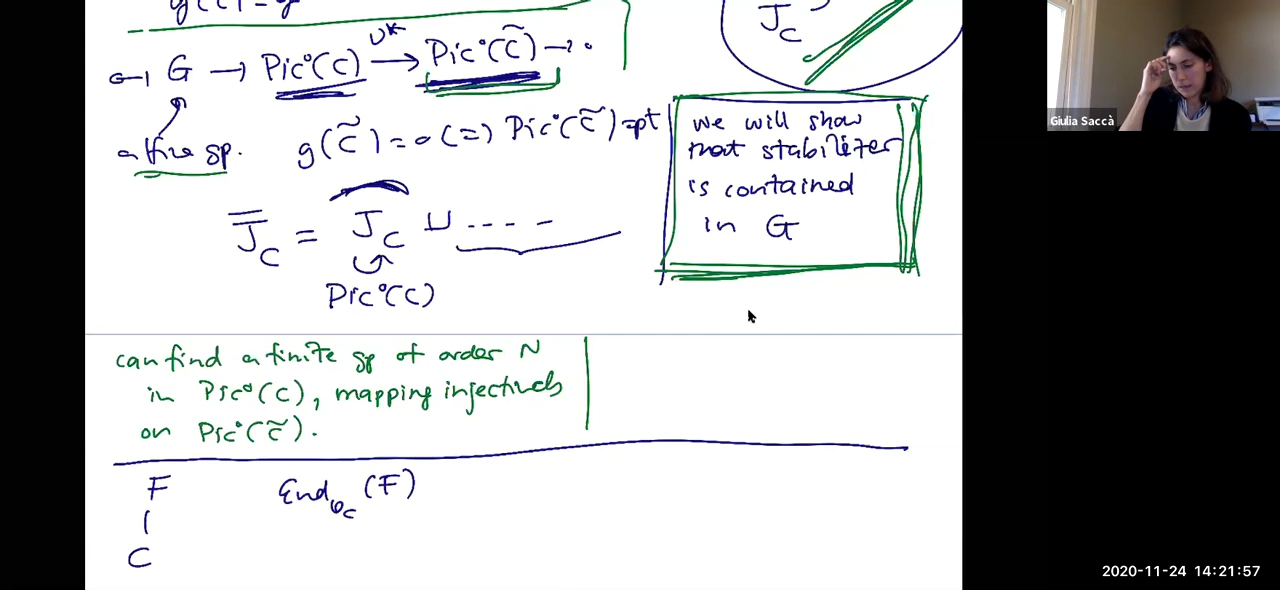 0→ G → Pic°(C) →^{ν*} Pic°(C̃) → 0
affine gp.
g(C̃) = 0 (=) Pic°(C̃) = pt
J̄_C = J_C ⊔ ----
Pic°(C)
J_C
we will show
that stabilizer
is contained
in G
can find a finite gp of order N
in Pic°(C), mapping injectively
on Pic°(C̃).
F End_{O_C}(F)
|
C
Giulia Saccà
2020-11-24 14:21:57